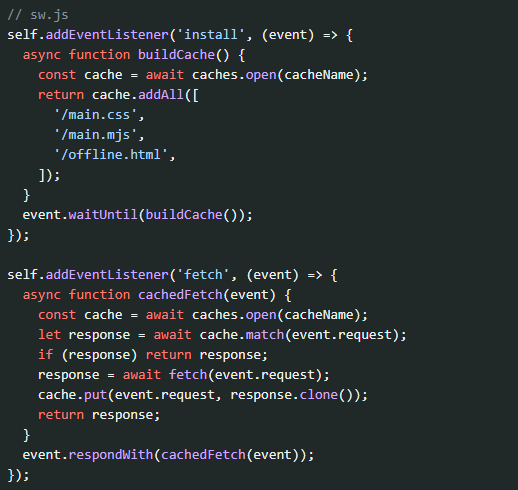 // sw.js
self.addEventListener('install', (event) => {
  async function buildCache() {
    const cache = await caches.open(cacheName);
    return cache.addAll([
      '/main.css',
      '/main.mjs',
      '/offline.html',
    ]);
  }
  event.waitUntil(buildCache());
});

self.addEventListener('fetch', (event) => {
  async function cachedFetch(event) {
    const cache = await caches.open(cacheName);
    let response = await cache.match(event.request);
    if (response) return response;
    response = await fetch(event.request);
    cache.put(event.request, response.clone());
    return response;
  }
  event.respondWith(cachedFetch(event));
});